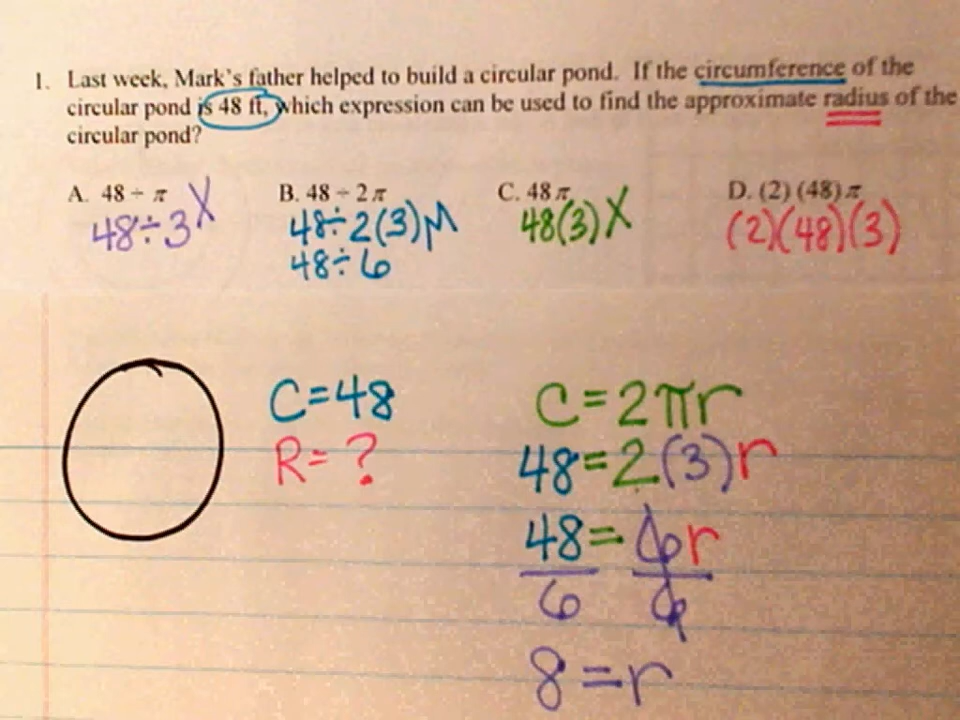 1. Last week, Mark's father helped to build a circular pond. If the circumference of the
circular pond is 48 ft, which expression can be used to find the approximate radius of the
circular pond?
A. 48 ÷ π
B. 48 ÷ 2 π
C. 48 π
D. (2) (48) π
48÷3 X
48÷2(3)
48÷6
48(3) X
(2)(48)(3)
C=48
R= ?
C=2πr
48=2(3)r
48=6r
6 6
8=r